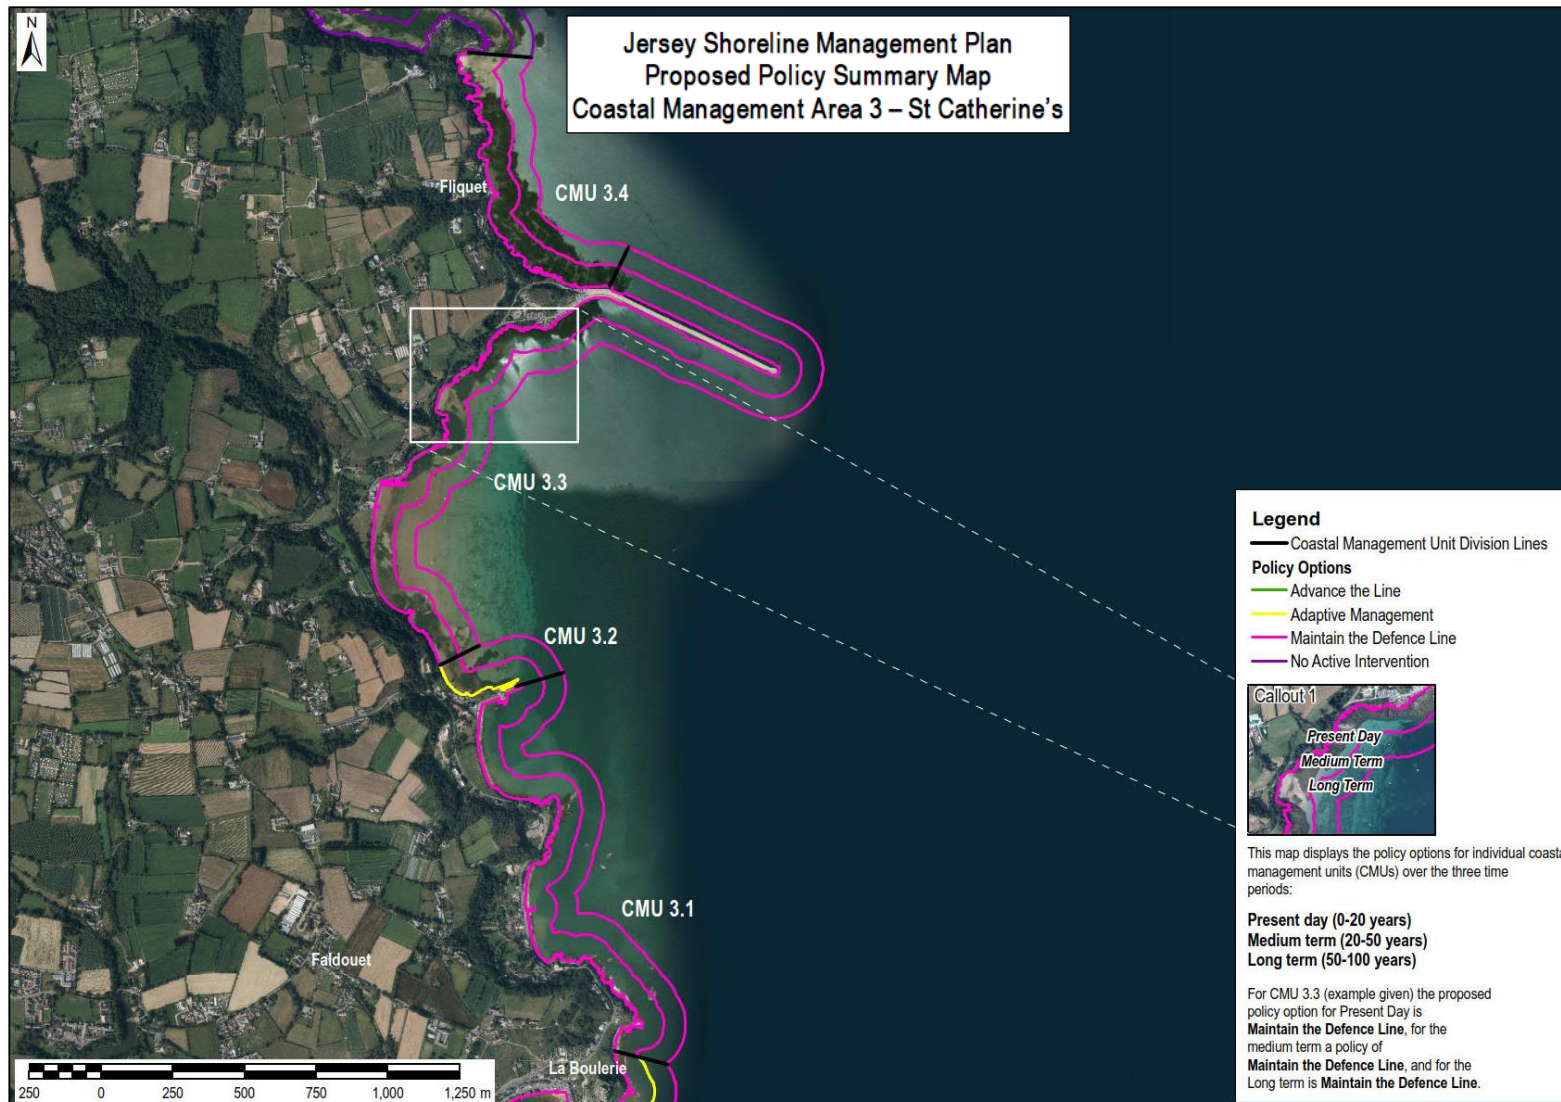 N
Jersey Shoreline Management Plan
Proposed Policy Summary Map
Coastal Management Area 3 – St Catherine's
Fliquet
CMU 3.4
CMU 3.3
CMU 3.2
CMU 3.1
Faldouet
La Boulerie
250 0 250 500 750 1,000 1,250 m
Legend
Coastal Management Unit Division Lines
Policy Options
Advance the Line
Adaptive Management
Maintain the Defence Line
No Active Intervention
Callout 1
Present Day
Medium Term
Long Term
This map displays the policy options for individual coasta
management units (CMUs) over the three time
periods:
Present day (0-20 years)
Medium term (20-50 years)
Long term (50-100 years)
For CMU 3.3 (example given) the proposed
policy option for Present Day is
Maintain the Defence Line, for the
medium term a policy of
Maintain the Defence Line, and for the
Long term is Maintain the Defence Line.